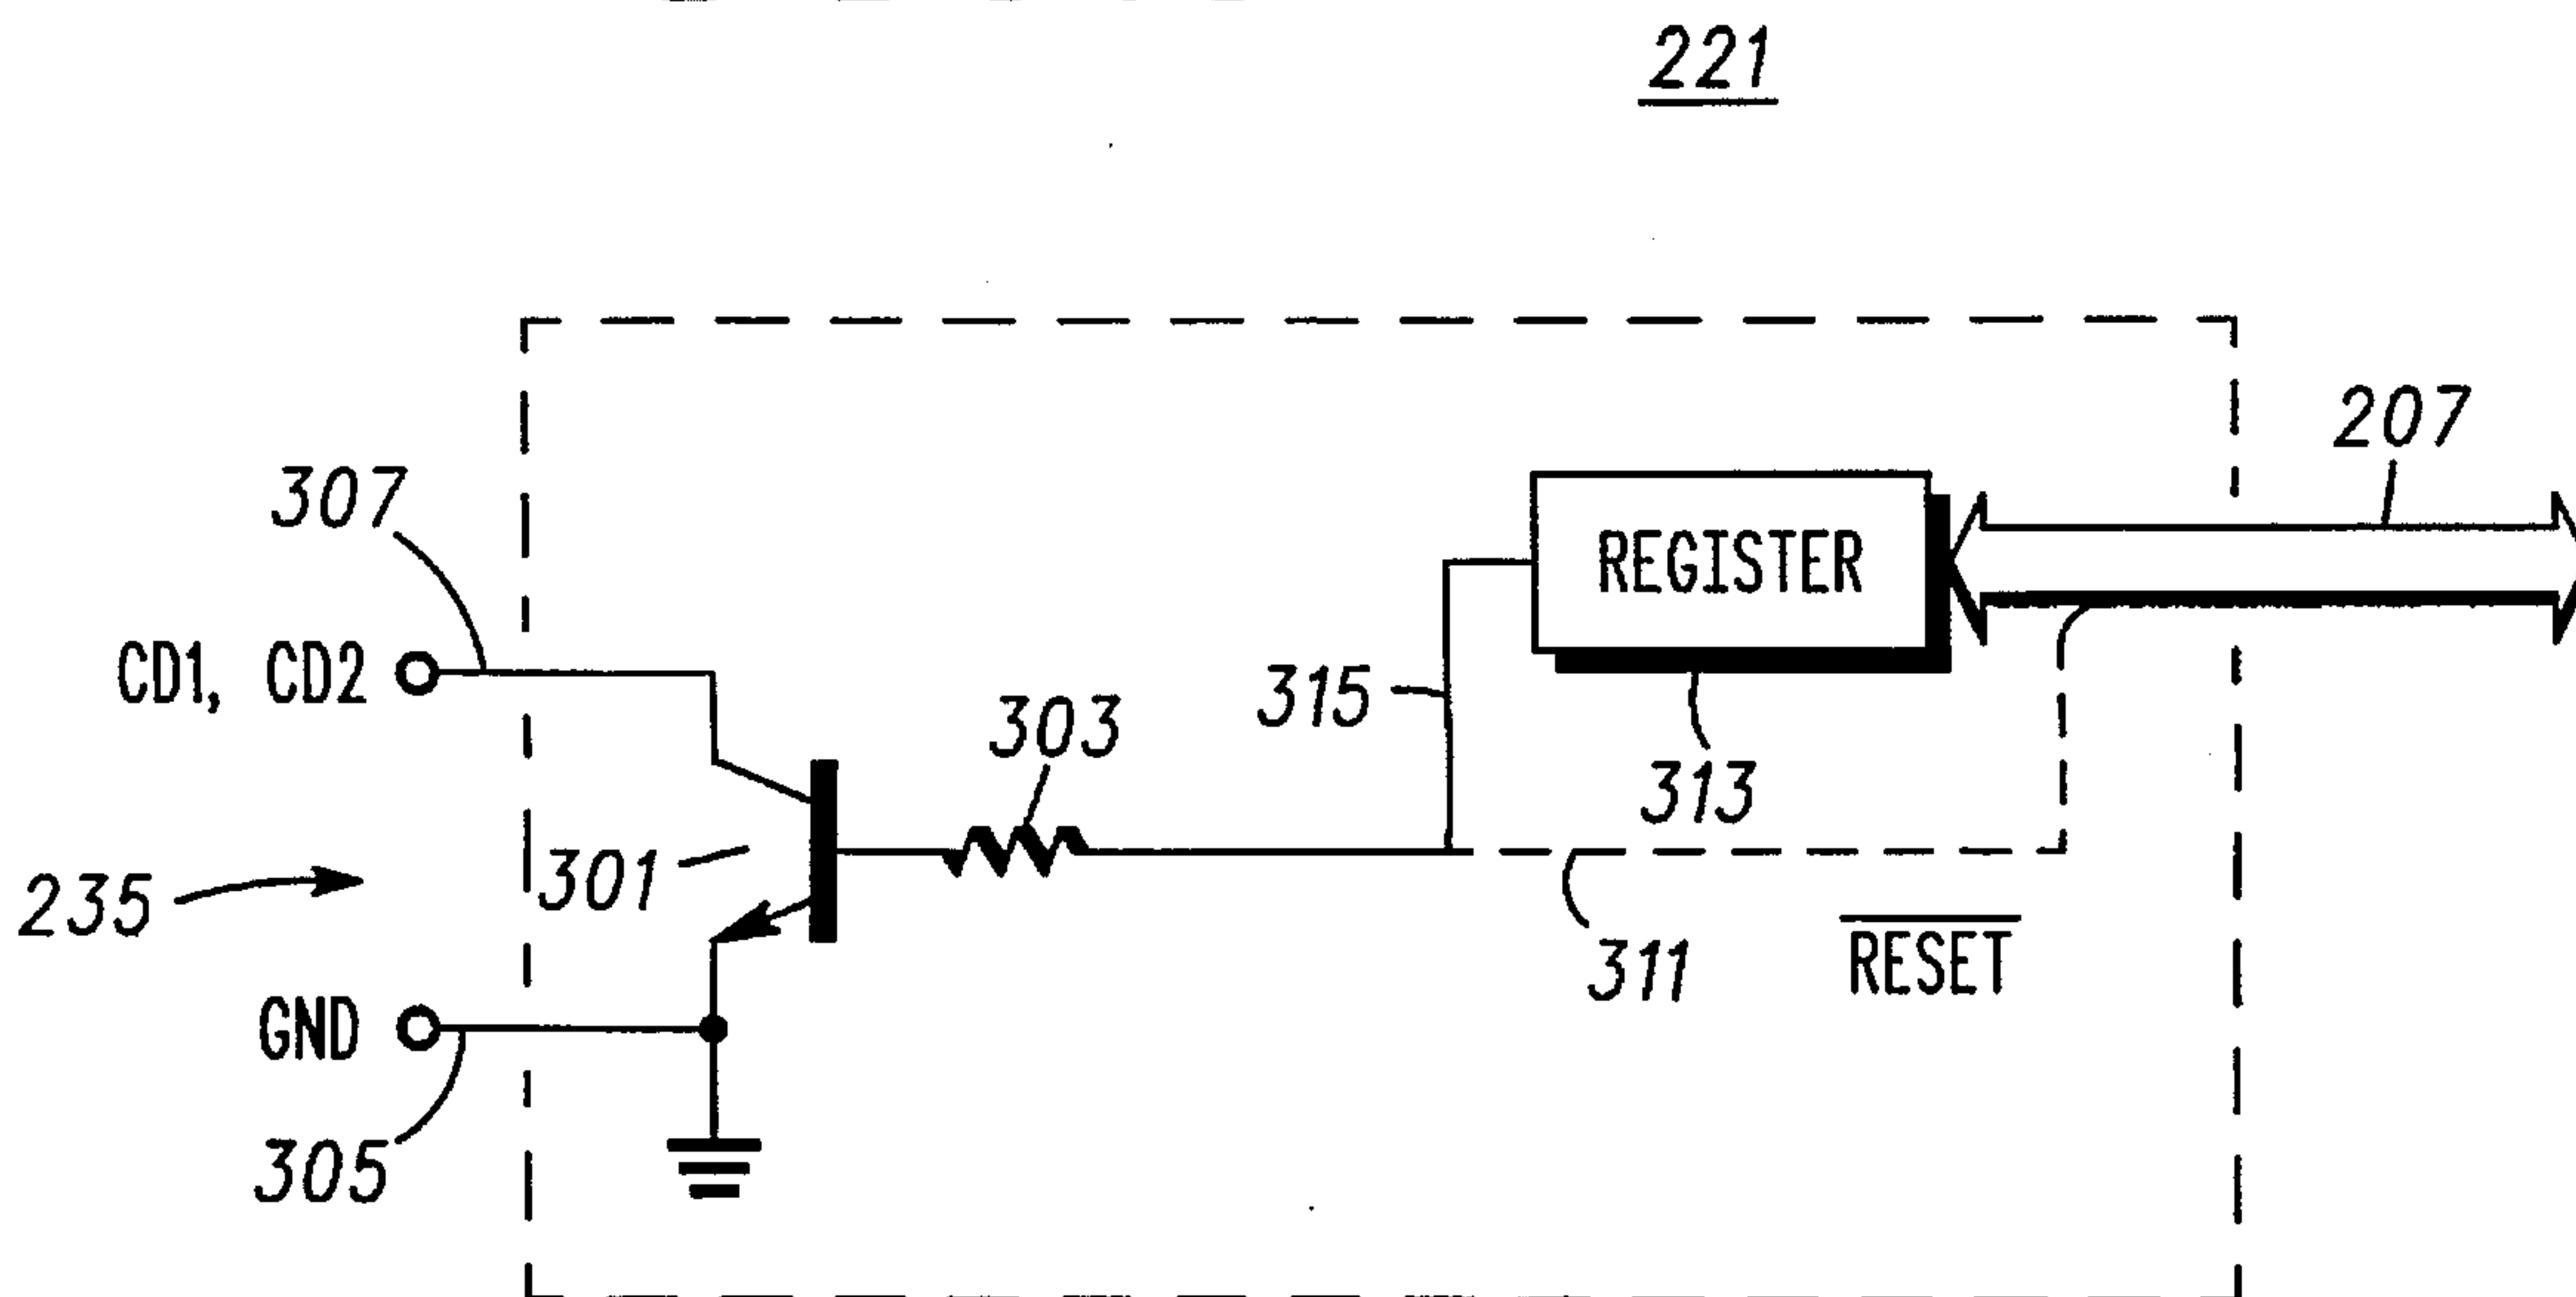 221
207
307
REGISTER
CD1, CD2
315
303
313
301
235
311
RESET
GND
305